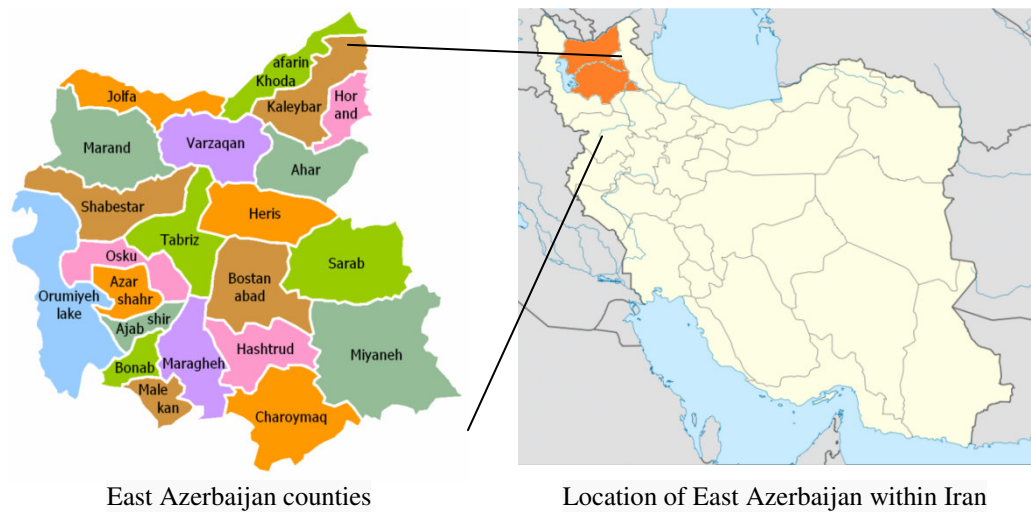 afarin
Khoda
Jolfa
Kaleybar
Hor
and
Marand
Varzaqan
Ahar
Shabestar
Heris
Tabriz
Osku
Sarab
Azar
shahr
Bostan
abad
Orumiyeh
lake
Ajab shir
Hashtrud
Miyaneh
Bonab
Maragheh
Male
kan
Charoymaq
East Azerbaijan counties
Location of East Azerbaijan within Iran